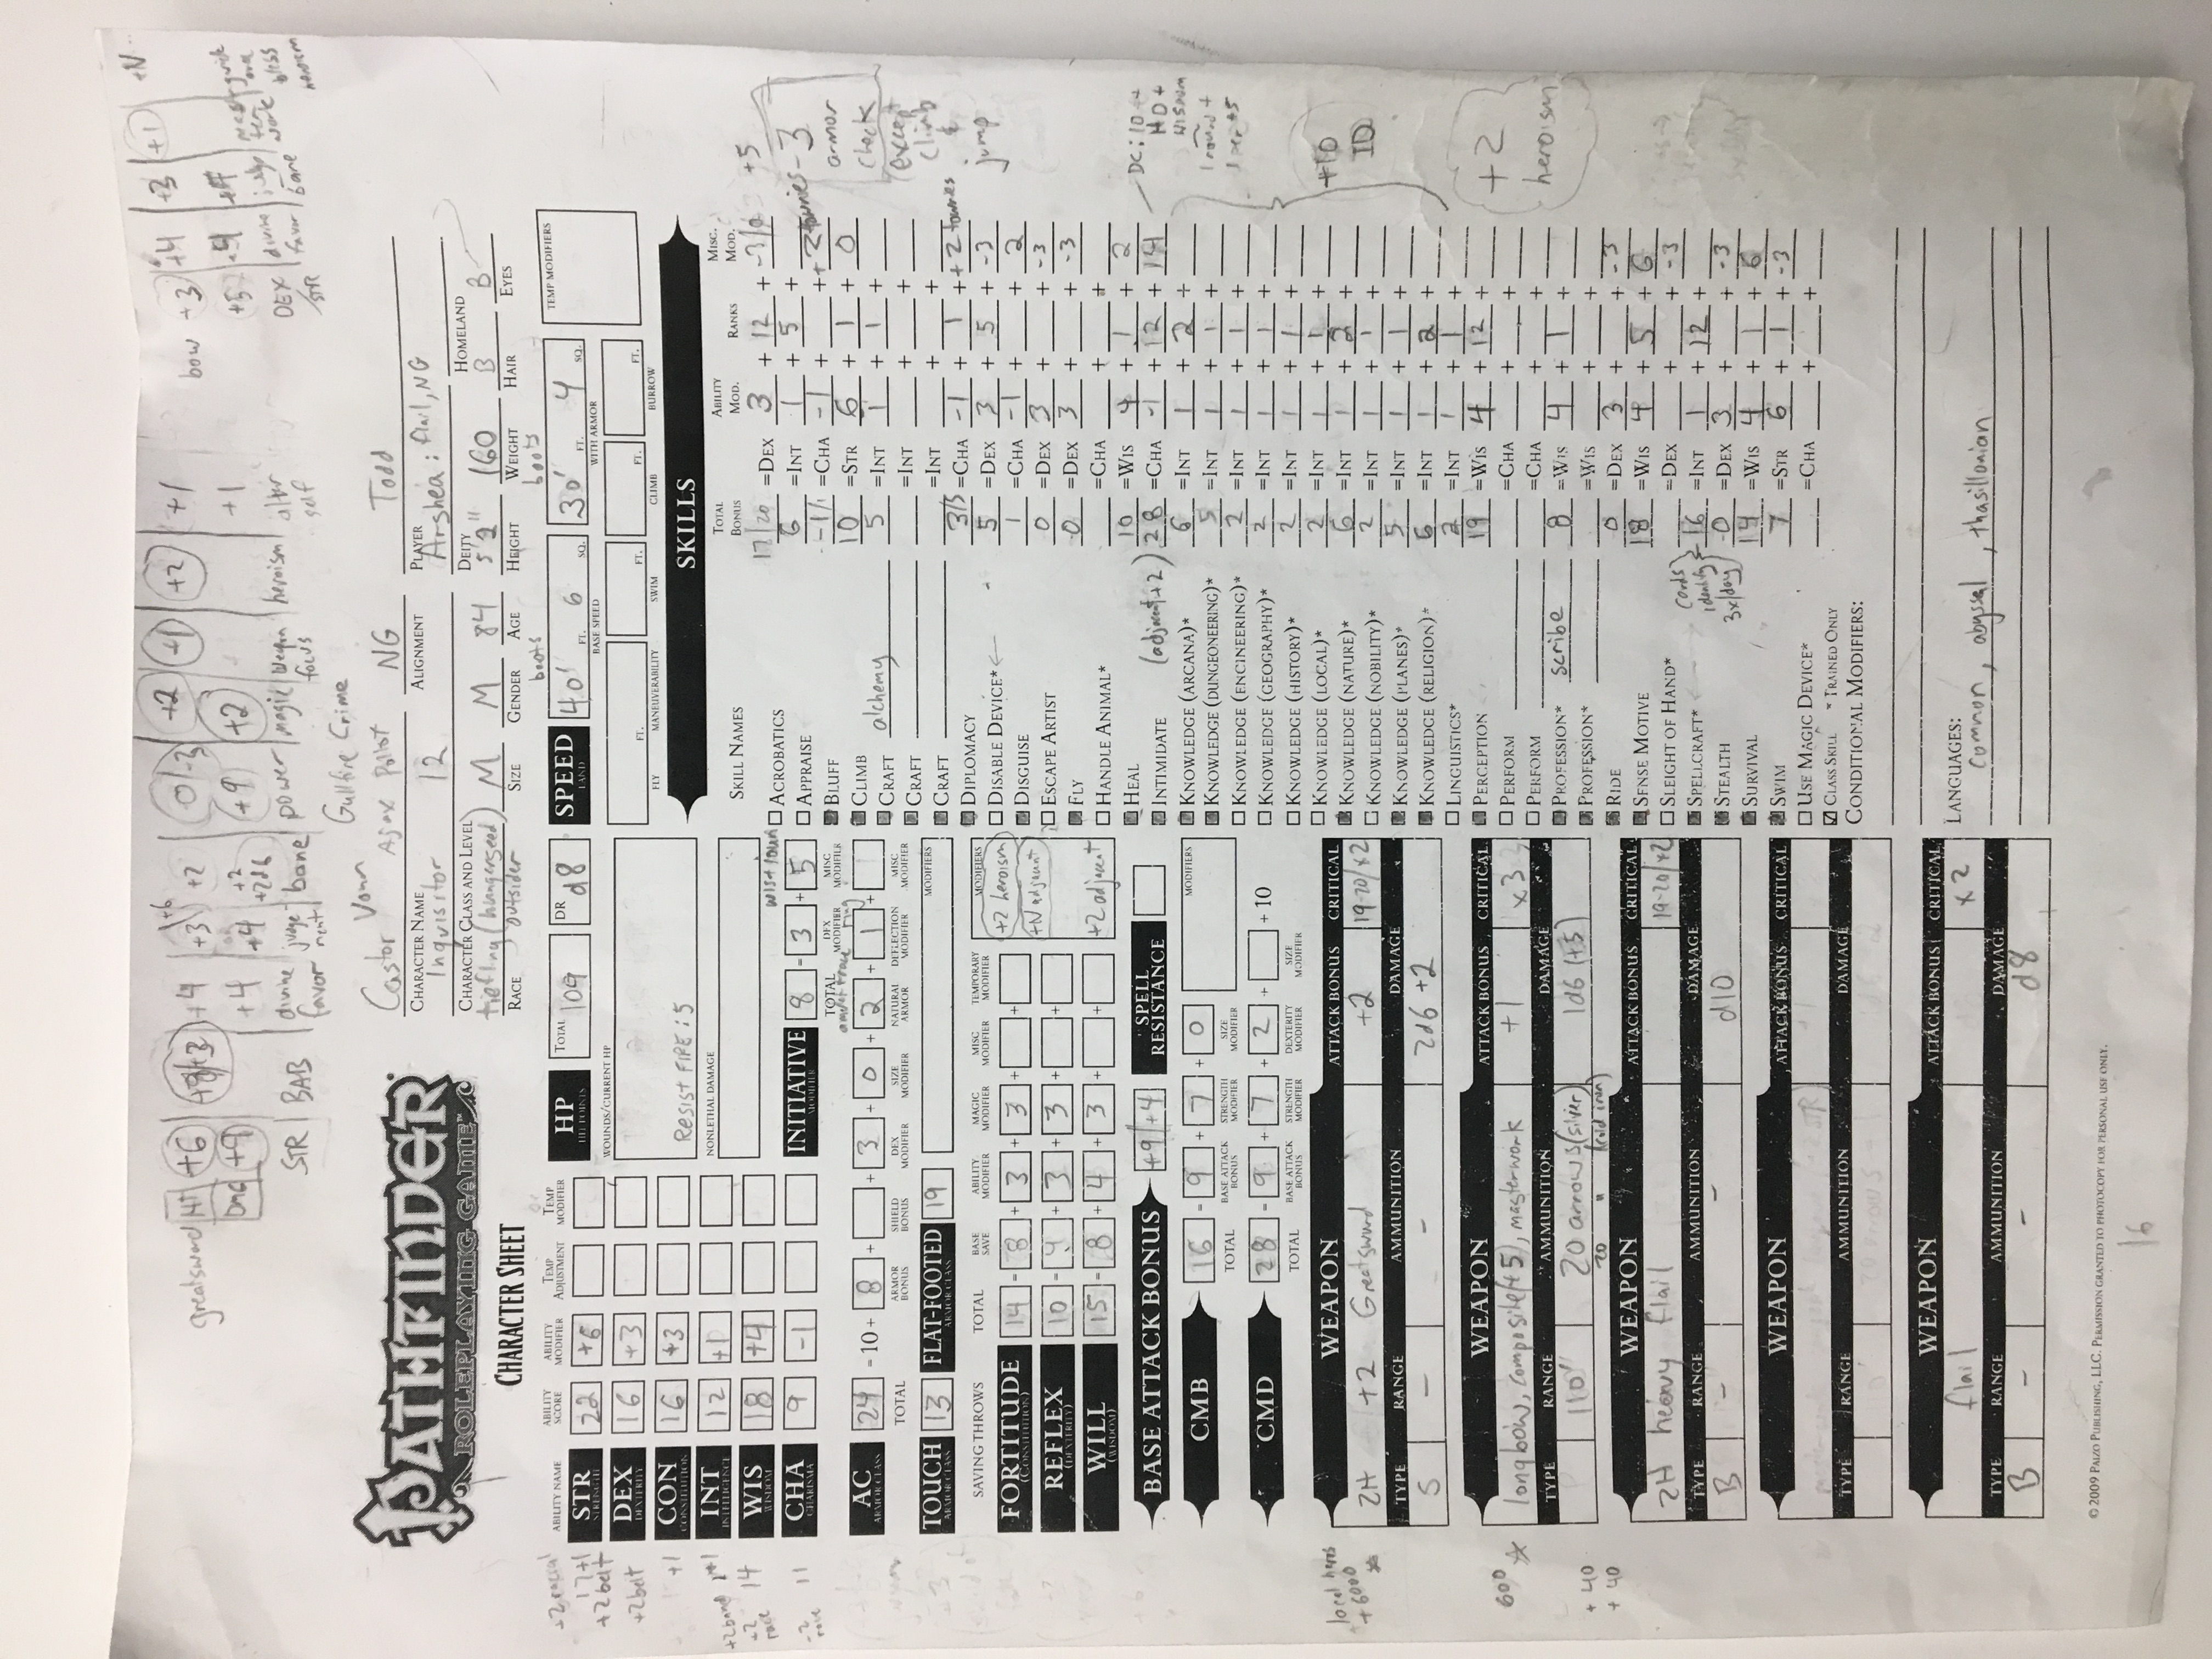 greatsword Hit +6 +4 +3 +6 +2 -0/-3 +2 +1 +2 +1
Dmg +9 +4 +4 +2 +2d6 +9 +2 +1
STR BAB divine favor judgement bane power magic weapon focus heroism alter self
bow +3 +4 +3 +1 +N
+5
DEX /STR divine favor bane masterwork bless heroism
Gullfire Crime
PATHFINDER
ROLEPLAYING GAME™
CHARACTER SHEET
Castor Ajax NG Todd
CHARACTER NAME ALIGNMENT PLAYER
Inquisitor 12 Arshea: flail, NG
CHARACTER CLASS AND LEVEL DEITY HOMELAND
tiefling (hungerseed) outsider M M 84 5'2" 160 B B
RACE SIZE GENDER AGE HEIGHT WEIGHT HAIR EYES
ABILITY NAME ABILITY SCORE ABILITY MODIFIER TEMP ADJUSTMENT TEMP MODIFIER
+2 racial
17+1
+2 belt
STR STRENGTH 22 +6
+2 belt
DEX DEXTERITY 16 +3
+1
CON CONSTITUTION 16 +3
INT INTELLIGENCE 12 +1
+2 band
+2 race 14
WIS WISDOM 18 +4
-2 race 11
CHA CHARISMA 9 -1
HP HIT POINTS TOTAL 109 DR d8
WOUNDS/CURRENT HP
Resist FIRE: 5
NONLETHAL DAMAGE
INITIATIVE MODIFIER 8 = 3 + 5
TOTAL DEX MODIFIER MISC MODIFIER
boots boots
SPEED LAND 40' FT. 6 SQ. 30' FT. 4 SQ.
BASE SPEED WITH ARMOR
TEMP MODIFIERS
FT. FT. FT. FT.
FLY MANEUVERABILITY SWIM CLIMB BURROW
ring
AC ARMOR CLASS 24 = 10 + 8 + + 3 + 0 + 2 + 1 +
TOTAL ARMOR BONUS SHIELD BONUS DEX MODIFIER SIZE MODIFIER NATURAL ARMOR DEFLECTION MODIFIER MISC MODIFIER
TOUCH ARMOR CLASS 13 FLAT-FOOTED ARMOR CLASS 19 MODIFIERS
SAVING THROWS TOTAL BASE SAVE ABILITY MODIFIER MAGIC MODIFIER MISC MODIFIER TEMPORARY MODIFIER MODIFIERS
FORTITUDE (CONSTITUTION) 14 = 8 + 3 + 3 + + +2 heroism
+N adjacent
REFLEX (DEXTERITY) 10 = 4 + 3 + 3 + +
WILL (WISDOM) 15 = 8 + 4 + 3 + + +2 adjacent
BASE ATTACK BONUS +9/+4 SPELL RESISTANCE
CMB 16 = 9 + 7 + 0 MODIFIERS
TOTAL BASE ATTACK BONUS STRENGTH MODIFIER SIZE MODIFIER
CMD 28 = 9 + 7 + 2 + + 10
TOTAL BASE ATTACK BONUS STRENGTH MODIFIER DEXTERITY MODIFIER SIZE MODIFIER
local heros
+6000
WEAPON ATTACK BONUS CRITICAL
2H +2 Greatsword +2 19-20/x2
TYPE RANGE AMMUNITION DAMAGE
S - - 2d6 +2
600
WEAPON ATTACK BONUS CRITICAL
longbow, composite (+5), masterwork +1 x3
TYPE RANGE AMMUNITION DAMAGE
110' 20 arrows (silver) 1d6 (+5)
20 " (cold iron)
+40
+40
WEAPON ATTACK BONUS CRITICAL
2H heavy flail 19-20/x2
TYPE RANGE AMMUNITION DAMAGE
B - - d10
WEAPON ATTACK BONUS CRITICAL
TYPE RANGE AMMUNITION DAMAGE
WEAPON ATTACK BONUS CRITICAL
flail x2
TYPE RANGE AMMUNITION DAMAGE
B - - d8
© 2009 PAIZO PUBLISHING, LLC. PERMISSION GRANTED TO PHOTOCOPY FOR PERSONAL USE ONLY.
16
SKILLS
SKILL NAMES TOTAL BONUS ABILITY MOD. RANKS MISC. MOD.
ACROBATICS 17/20 =DEX 3 + 12 + -3/0 +5
APPRAISE 6 =INT 1 + 5 +
BLUFF -1/1 =CHA -1 + + +2 townies
CLIMB 10 =STR 6 + 1 + 0
CRAFT alchemy 5 =INT 1 + 1 +
CRAFT =INT + +
CRAFT =INT + +
DIPLOMACY 3/5 =CHA -1 + 1 + +2 townies
DISABLE DEVICE* 5 =DEX 3 + 5 + -3
DISGUISE 1 =CHA -1 + + 2
ESCAPE ARTIST 0 =DEX 3 + + -3
FLY 0 =DEX 3 + + -3
HANDLE ANIMAL* =CHA + +
HEAL 10 =WIS 4 + 1 + 2
INTIMIDATE (adjacent +2) 28 =CHA -1 + 12 + 14
KNOWLEDGE (ARCANA)* 6 =INT 1 + 2 +
KNOWLEDGE (DUNGEONEERING)* 5 =INT 1 + 1 +
KNOWLEDGE (ENGINEERING)* 2 =INT 1 + 1 +
KNOWLEDGE (GEOGRAPHY)* 2 =INT 1 + 1 +
KNOWLEDGE (HISTORY)* 2 =INT 1 + 1 +
KNOWLEDGE (LOCAL)* 2 =INT 1 + 1 +
KNOWLEDGE (NATURE)* 6 =INT 1 + 2 +
KNOWLEDGE (NOBILITY)* 2 =INT 1 + 1 +
KNOWLEDGE (PLANES)* 5 =INT 1 + 1 +
KNOWLEDGE (RELIGION)* 6 =INT 1 + 2 +
LINGUISTICS* 2 =INT 1 + 1 +
PERCEPTION 19 =WIS 4 + 12 +
PERFORM =CHA + +
PERFORM =CHA + +
PROFESSION* scribe 8 =WIS 4 + 1 +
PROFESSION* =WIS + +
RIDE 0 =DEX 3 + + -3
SENSE MOTIVE 18 =WIS 4 + 5 + 6
SLEIGHT OF HAND* =DEX + + -3
SPELLCRAFT* 16 =INT 1 + 12 +
cords identify 3x/day
STEALTH 0 =DEX 3 + + -3
SURVIVAL 14 =WIS 4 + 1 + 6
SWIM 7 =STR 6 + 1 + -3
USE MAGIC DEVICE* =CHA + +
CLASS SKILL * TRAINED ONLY
CONDITIONAL MODIFIERS:
LANGUAGES:
common, abyssal, thasillonian
-3
armor
check
(except
climb
&
jump
DC: 10 +
HD +
wisdom
1 round +
1 per +5
+10
ID
+2
heroism